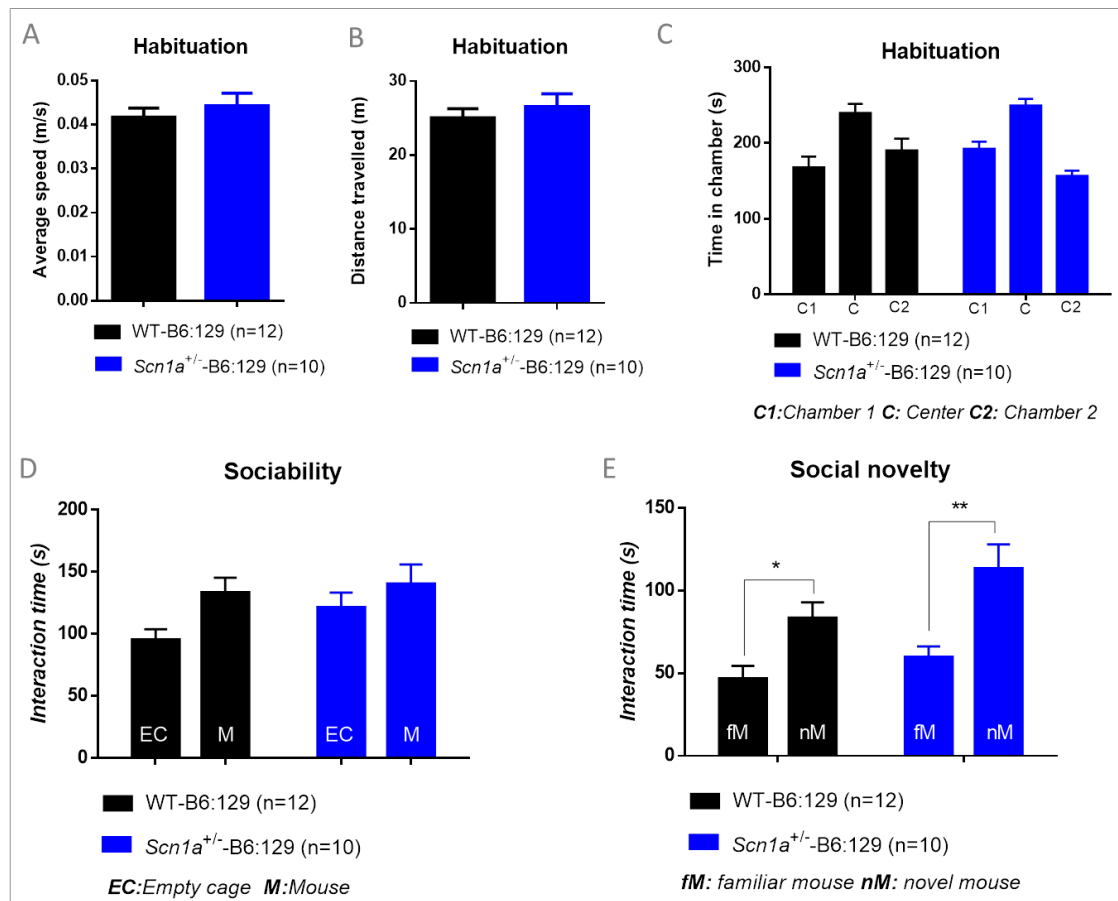 A
Habituation
Average speed (m/s)
0.05
0.04
0.03
0.02
0.01
0.00
WT-B6:129 (n=12)
Scn1a+/--B6:129 (n=10)
B
Habituation
Distance travelled (m)
30
20
10
0
WT-B6:129 (n=12)
Scn1a+/--B6:129 (n=10)
C
Habituation
Time in chamber (s)
300
200
100
0
C1 C C2 C1 C C2
WT-B6:129 (n=12)
Scn1a+/--B6:129 (n=10)
C1:Chamber 1 C: Center C2: Chamber 2
D
Sociability
Interaction time (s)
200
150
100
50
0
EC M EC M
WT-B6:129 (n=12)
Scn1a+/--B6:129 (n=10)
EC:Empty cage M:Mouse
E
Social novelty
Interaction time (s)
150
100
50
0
* **
fM nM fM nM
WT-B6:129 (n=12)
Scn1a+/--B6:129 (n=10)
fM: familiar mouse nM: novel mouse